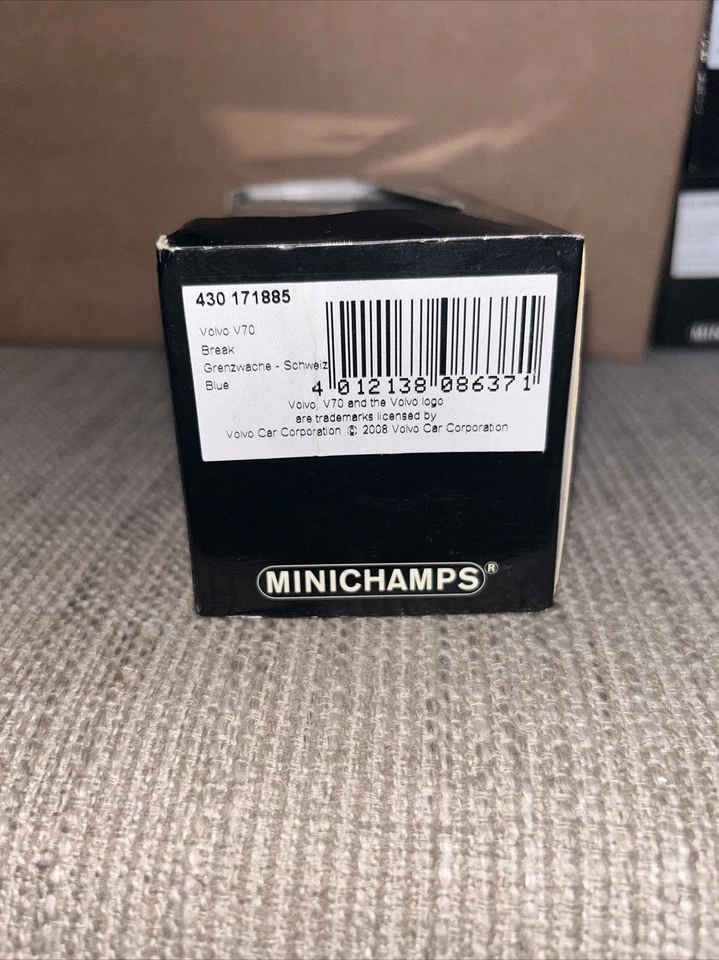 430 171885
Volvo V70
Break
Grenzwache - Schweiz
Blue
4 012138 086371
Volvo, V70 and the Volvo logo
are trademarks licensed by
Volvo Car Corporation © 2008 Volvo Car Corporation
MINICHAMPS®